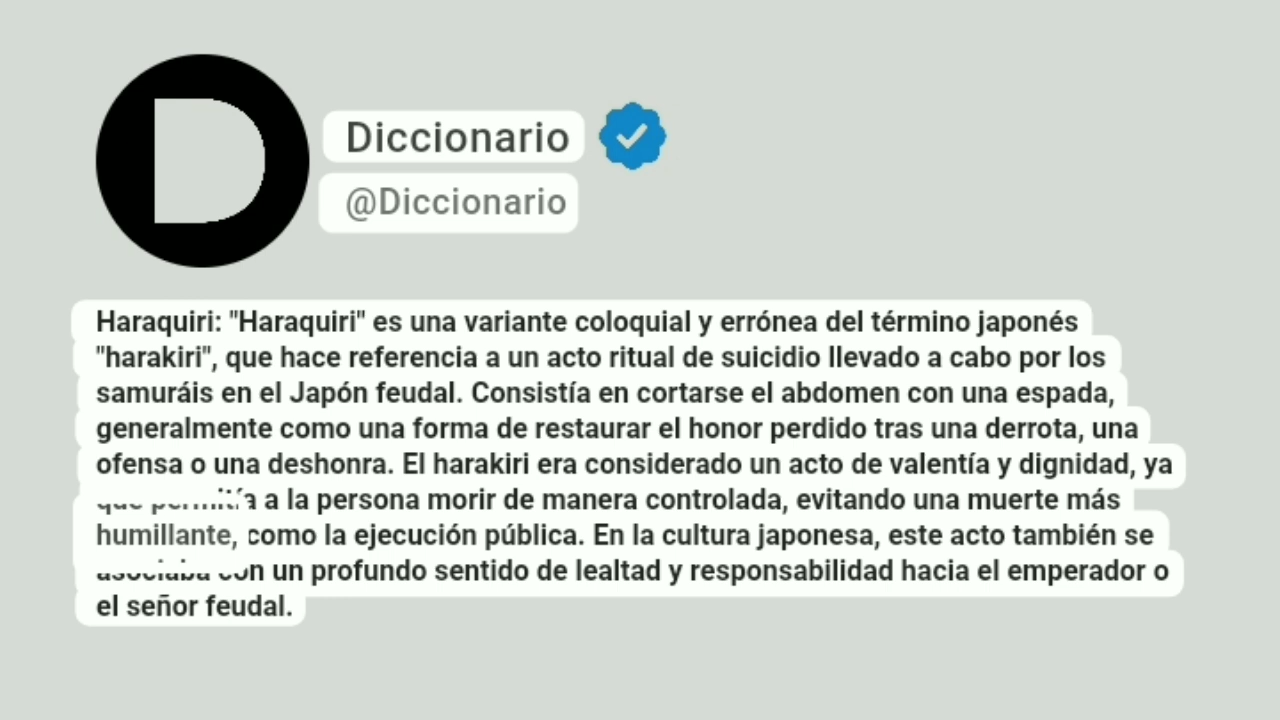 D
Diccionario
@Diccionario
Haraquiri: "Haraquiri" es una variante coloquial y errónea del término japonés
"harakiri", que hace referencia a un acto ritual de suicidio llevado a cabo por los
samuráis en el Japón feudal. Consistía en cortarse el abdomen con una espada,
generalmente como una forma de restaurar el honor perdido tras una derrota, una
ofensa o una deshonra. El harakiri era considerado un acto de valentía y dignidad, ya
que permitía a la persona morir de manera controlada, evitando una muerte más
humillante, como la ejecución pública. En la cultura japonesa, este acto también se
asociaba con un profundo sentido de lealtad y responsabilidad hacia el emperador o
el señor feudal.